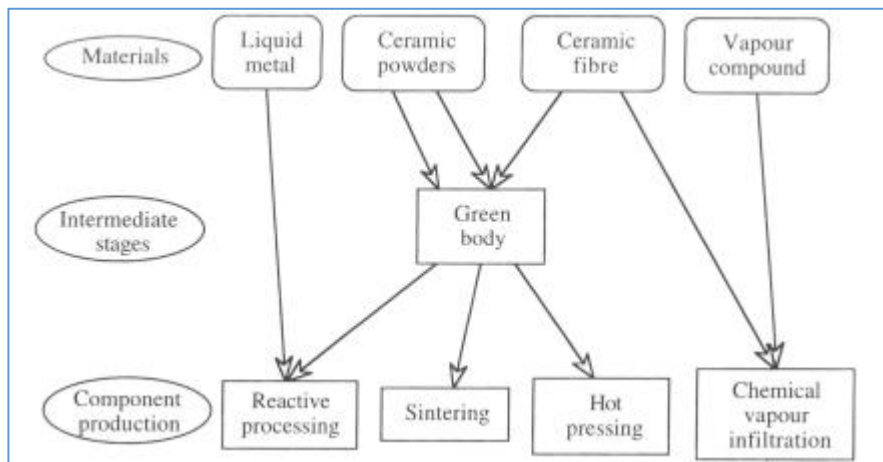 Materials
Liquid
metal
Ceramic
powders
Ceramic
fibre
Vapour
compound
Intermediate
stages
Green
body
Component
production
Reactive
processing
Sintering
Hot
pressing
Chemical
vapour
infiltration